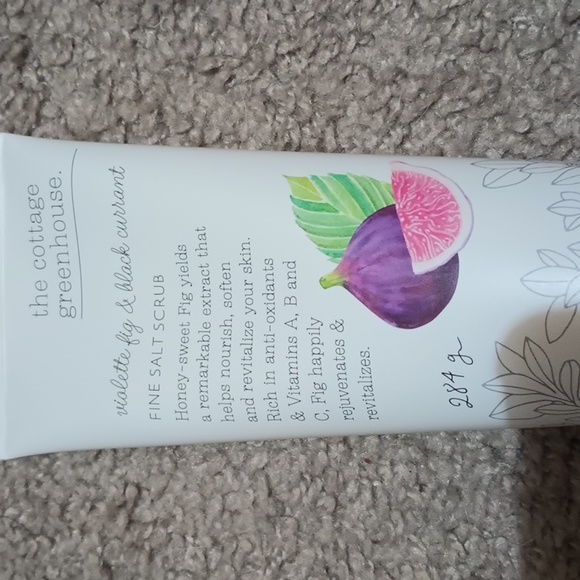 the cottage
greenhouse.
violette fig & black currant
FINE SALT SCRUB
Honey-sweet Fig yields
a remarkable extract that
helps nourish, soften
and revitalize your skin.
Rich in anti-oxidants
& Vitamins A, B and
C, Fig happily
rejuvenates &
revitalizes.
284 g